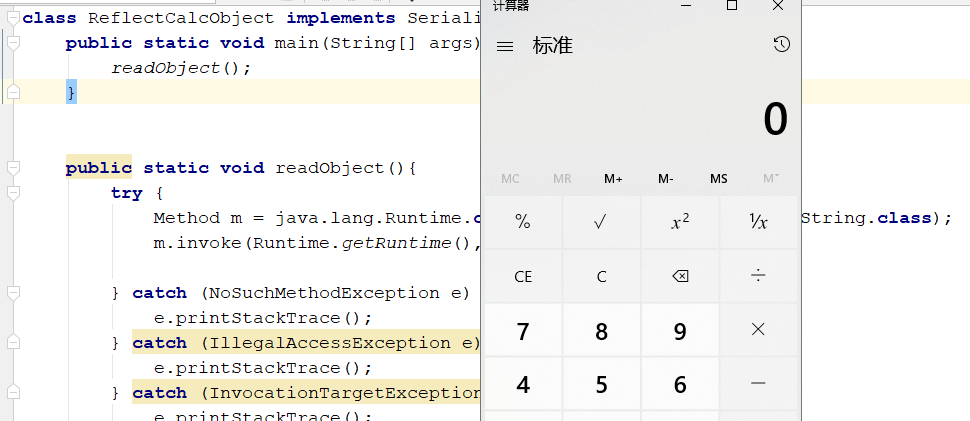 class ReflectCalcObject implements Seriali
public static void main(String[] args)
readObject();
}
public static void readObject(){
try {
Method m = java.lang.Runtime.
String.class);
m.invoke(Runtime.getRuntime(),
} catch (NoSuchMethodException e)
e.printStackTrace();
} catch (IllegalAccessException e)
e.printStackTrace();
} catch (InvocationTargetException
e.printStackTrace();
计算器
标准
0
MC MR M+ M- MS M˅
% √ x² ¹/x
CE C ÷
7 8 9 ×
4 5 6 −